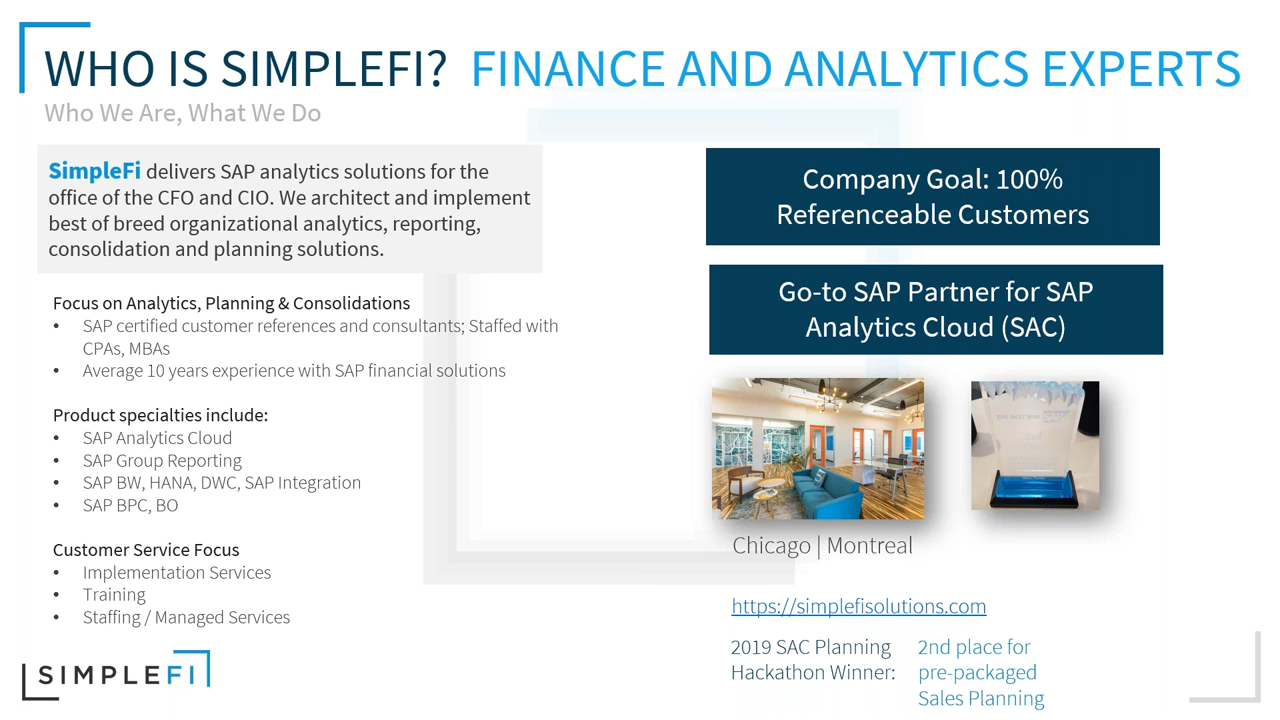 WHO IS SIMPLEFI? FINANCE AND ANALYTICS EXPERTS
Who We Are, What We Do
SimpleFi delivers SAP analytics solutions for the
office of the CFO and CIO. We architect and implement
best of breed organizational analytics, reporting,
consolidation and planning solutions.
Focus on Analytics, Planning & Consolidations
• SAP certified customer references and consultants; Staffed with
CPAs, MBAs
• Average 10 years experience with SAP financial solutions
Product specialties include:
• SAP Analytics Cloud
• SAP Group Reporting
• SAP BW, HANA, DWC, SAP Integration
• SAP BPC, BO
Customer Service Focus
• Implementation Services
• Training
• Staffing / Managed Services
SIMPLEFI
Company Goal: 100%
Referenceable Customers
Go-to SAP Partner for SAP
Analytics Cloud (SAC)
SAP
Chicago | Montreal
https://simplefisolutions.com
2019 SAC Planning
Hackathon Winner:
2nd place for
pre-packaged
Sales Planning